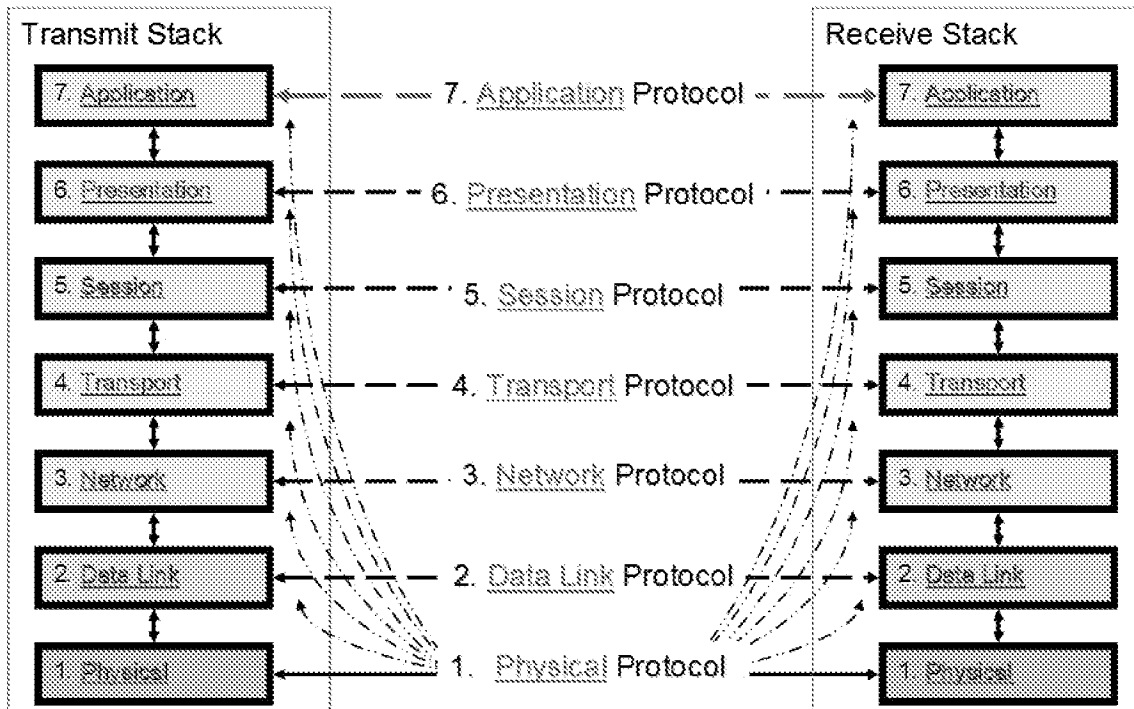 Transmit Stack
7. Application
6. Presentation
5. Session
4. Transport
3. Network
2. Data Link
1. Physical
7. Application Protocol
6. Presentation Protocol
5. Session Protocol
4. Transport Protocol
3. Network Protocol
2. Data Link Protocol
1. Physical Protocol
Receive Stack
7. Application
6. Presentation
5. Session
4. Transport
3. Network
2. Data Link
1. Physical